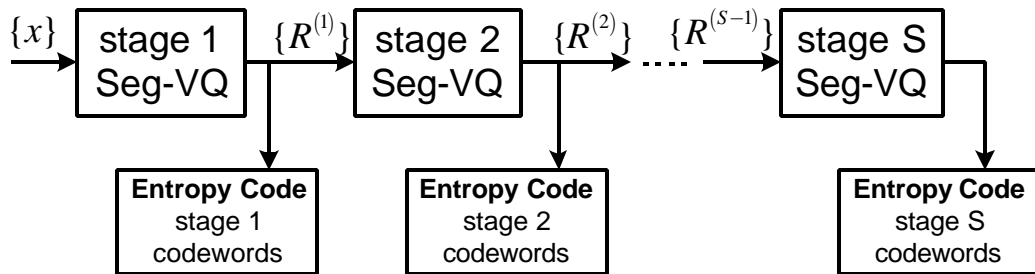 {x}
stage 1
Seg-VQ
{R^{(1)}}
stage 2
Seg-VQ
{R^{(2)}}
{R^{(S−1)}}
stage S
Seg-VQ
Entropy Code
stage 1
codewords
Entropy Code
stage 2
codewords
Entropy Code
stage S
codewords